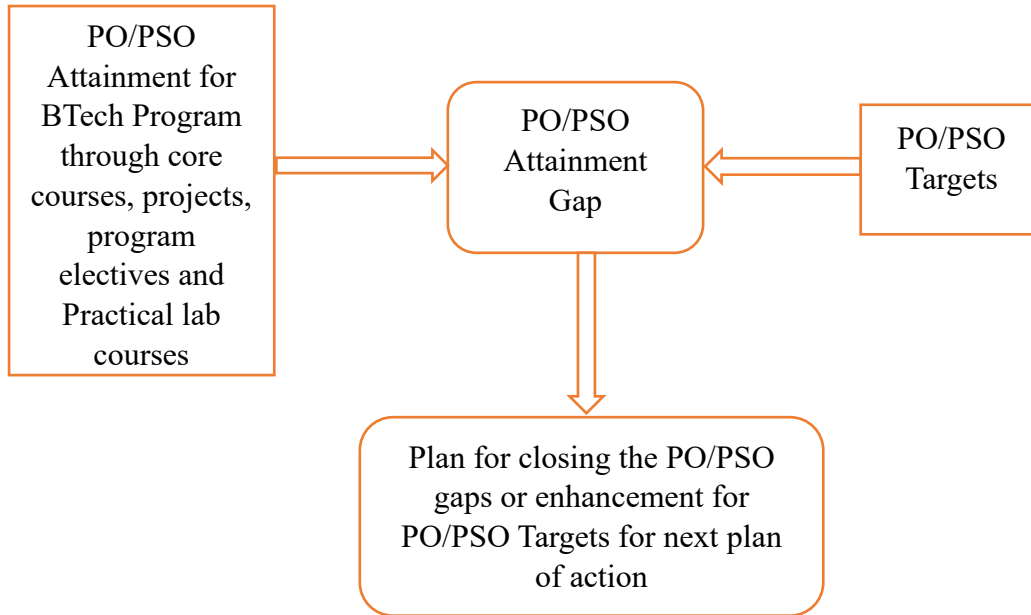 PO/PSO
Attainment for
BTech Program
through core
courses, projects,
program
electives and
Practical lab
courses
PO/PSO
Attainment
Gap
PO/PSO
Targets
Plan for closing the PO/PSO
gaps or enhancement for
PO/PSO Targets for next plan
of action